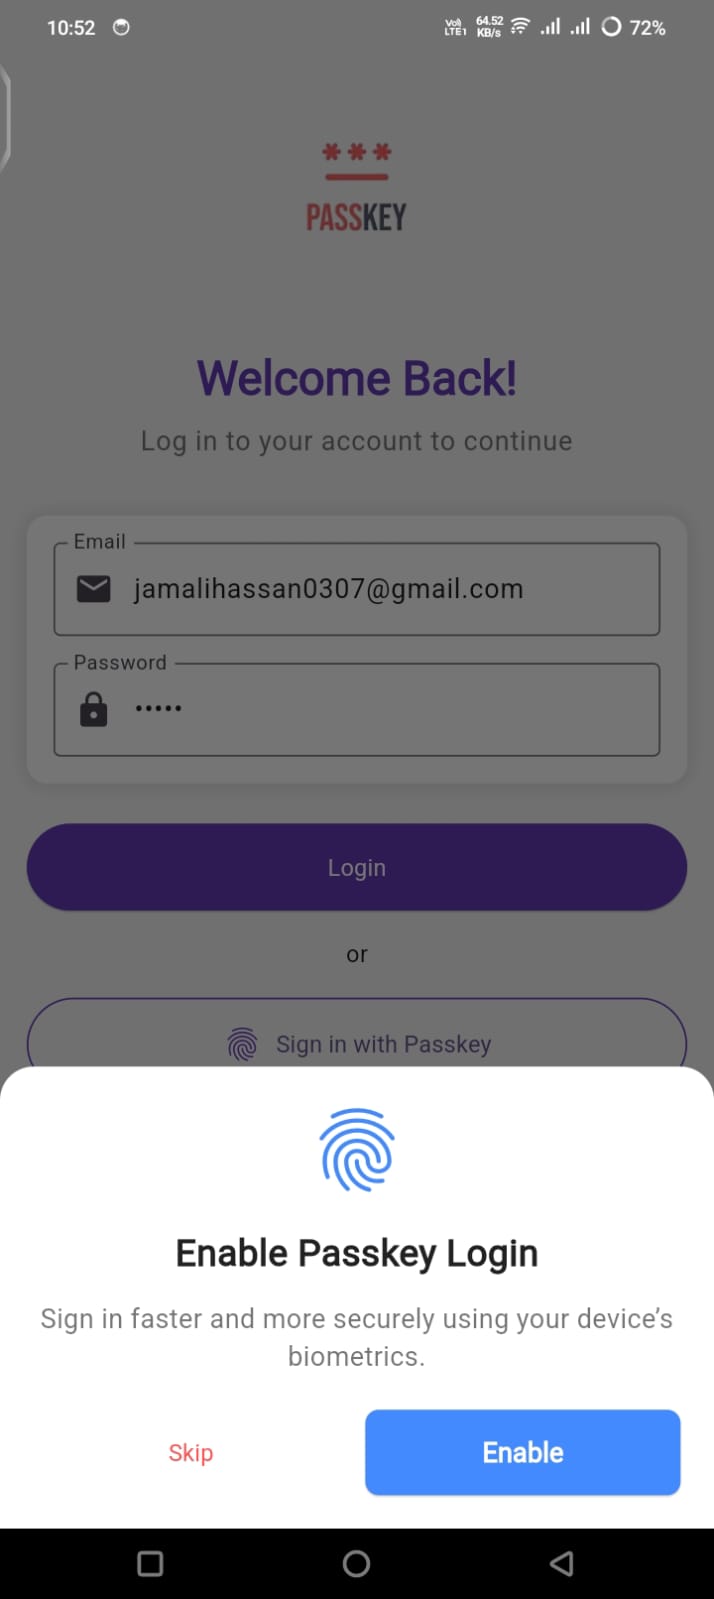 10:52 Vo) LTE1 64.52 KB/s 72%
***
PASSKEY
Welcome Back!
Log in to your account to continue
Email
jamalihassan0307@gmail.com
Password
•••••
Login
or
Sign in with Passkey
Enable Passkey Login
Sign in faster and more securely using your device’s
biometrics.
Skip Enable